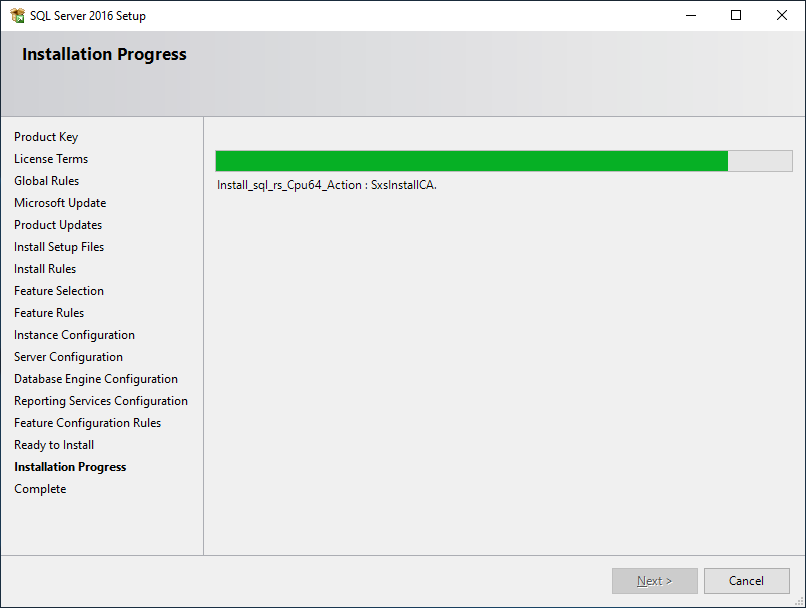 SQL Server 2016 Setup
Installation Progress
Product Key
License Terms
Global Rules
Microsoft Update
Product Updates
Install Setup Files
Install Rules
Feature Selection
Feature Rules
Instance Configuration
Server Configuration
Database Engine Configuration
Reporting Services Configuration
Feature Configuration Rules
Ready to Install
Installation Progress
Complete
Install_sql_rs_Cpu64_Action : SxsInstallCA.
Next >
Cancel